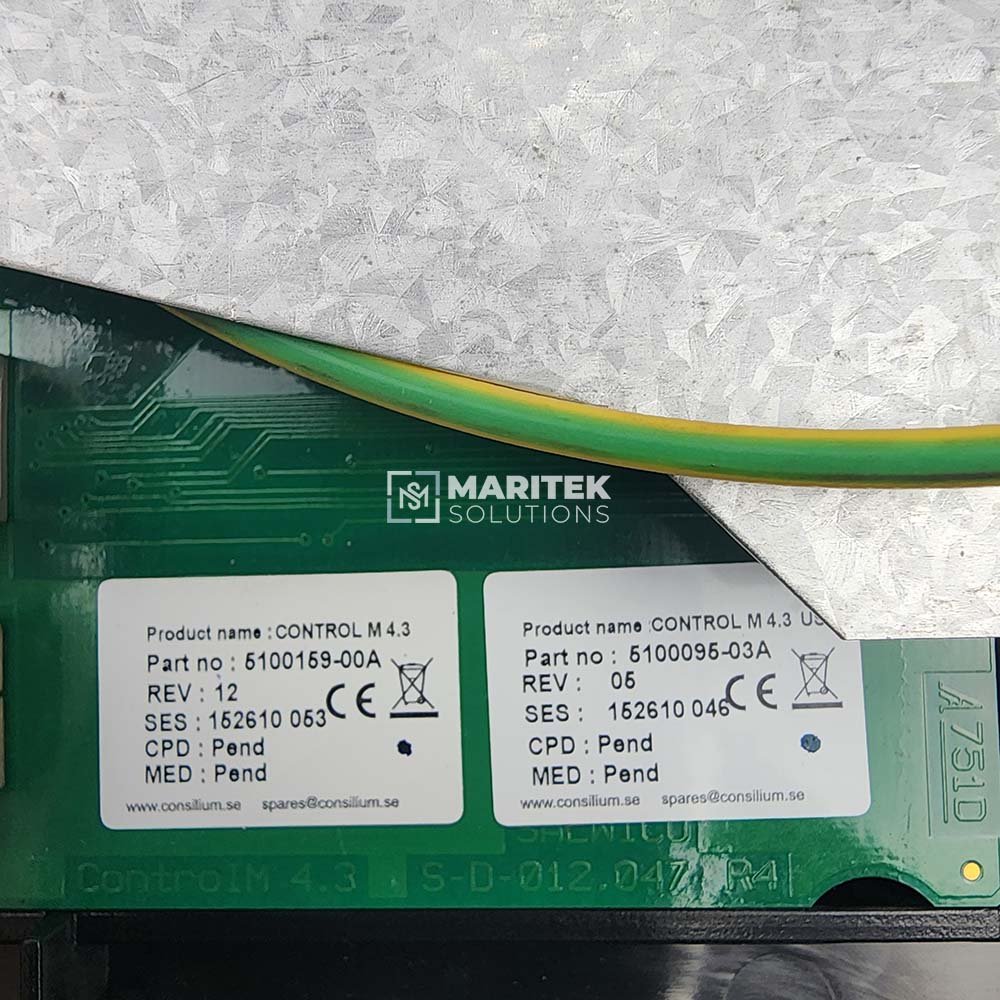 MARITEK
SOLUTIONS
Product name : CONTROL M 4.3
Part no : 5100159-00A
REV : 12
SES : 152610 053
CE
CPD : Pend
MED : Pend
www.consilium.se spares@consilium.se
Product name :CONTROL M 4.3 US
Part no : 5100095-03A
REV : 05
SES : 152610 046
CE
CPD : Pend
MED : Pend
www.consilium.se spares@consilium.se
A751D
ControlM 4.3 S-D-012.047 R4